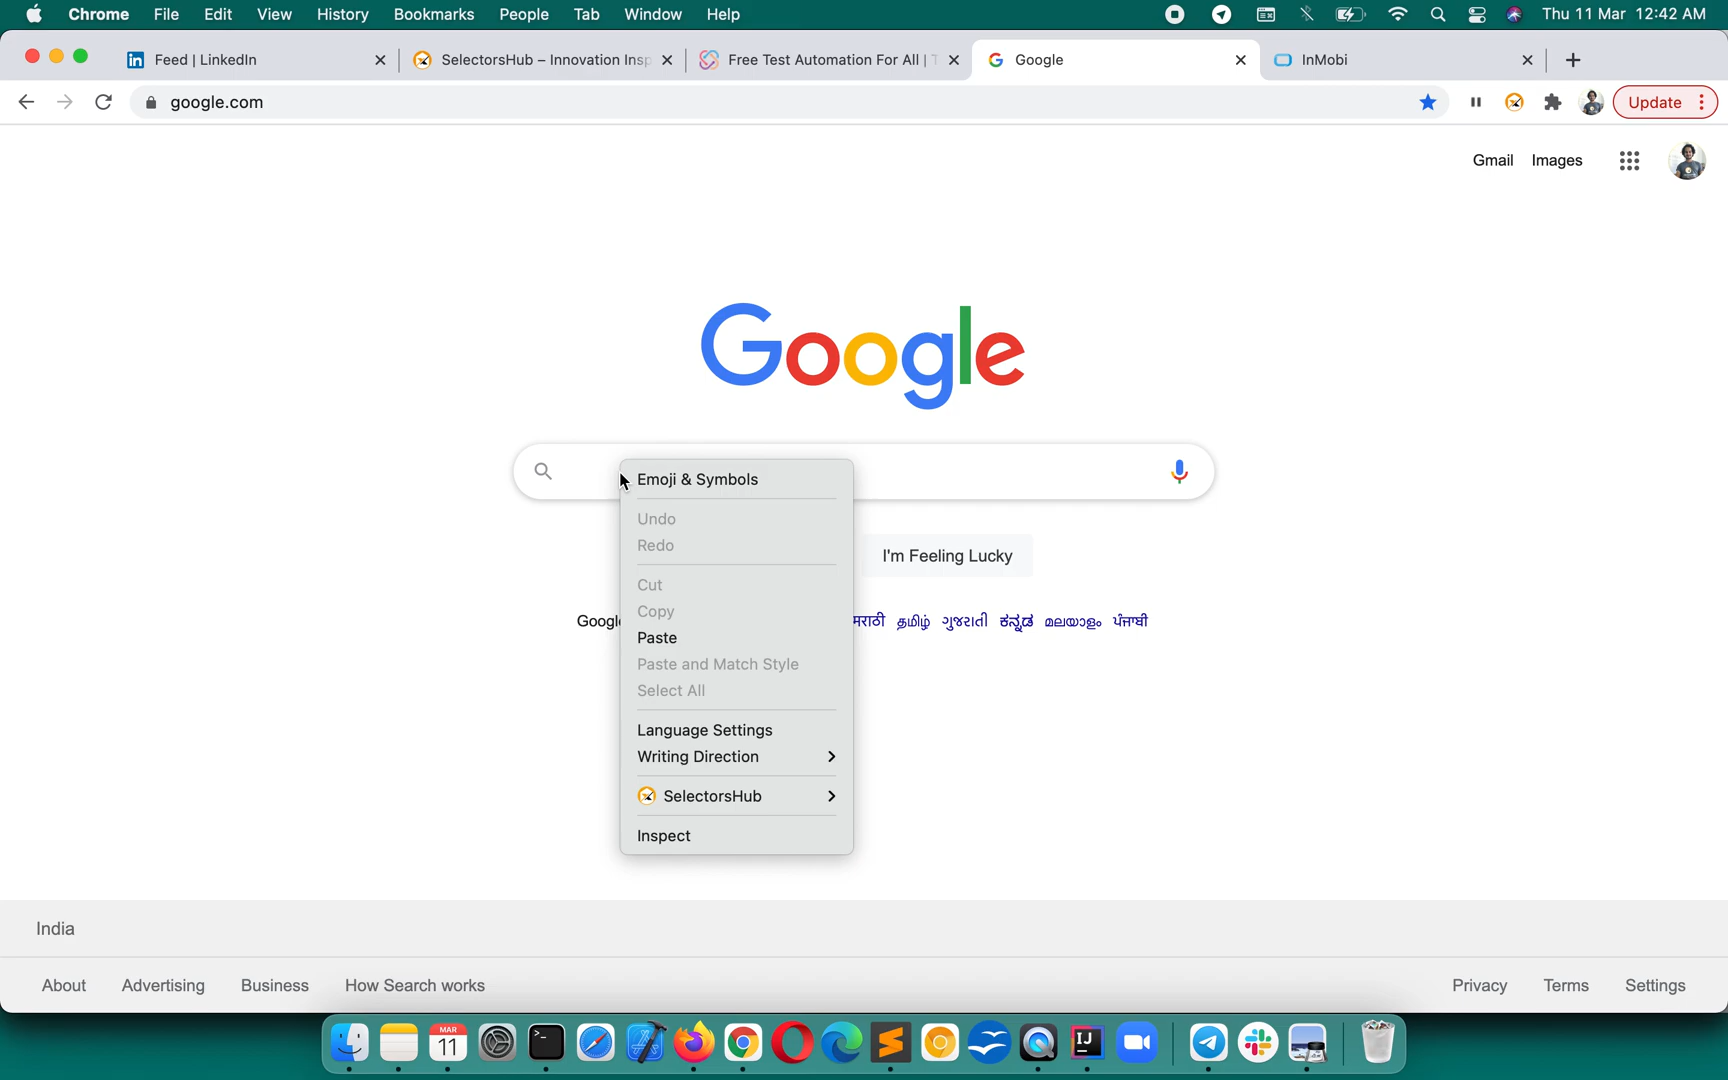 Chrome File Edit View History Bookmarks People Tab Window Help Thu 11 Mar 12:42 AM
Feed | LinkedIn SelectorsHub – Innovation Insp Free Test Automation For All | Google InMobi
google.com Update
Gmail Images
Google
Emoji & Symbols
Undo
Redo
I'm Feeling Lucky
Cut
Copy
Googl मराठी தமிழ் ગુજરાતી ಕನ್ನಡ മലയാളം ਪੰਜਾਬੀ
Paste
Paste and Match Style
Select All
Language Settings
Writing Direction
SelectorsHub
Inspect
India
About Advertising Business How Search works Privacy Terms Settings
MAR
11
IJ